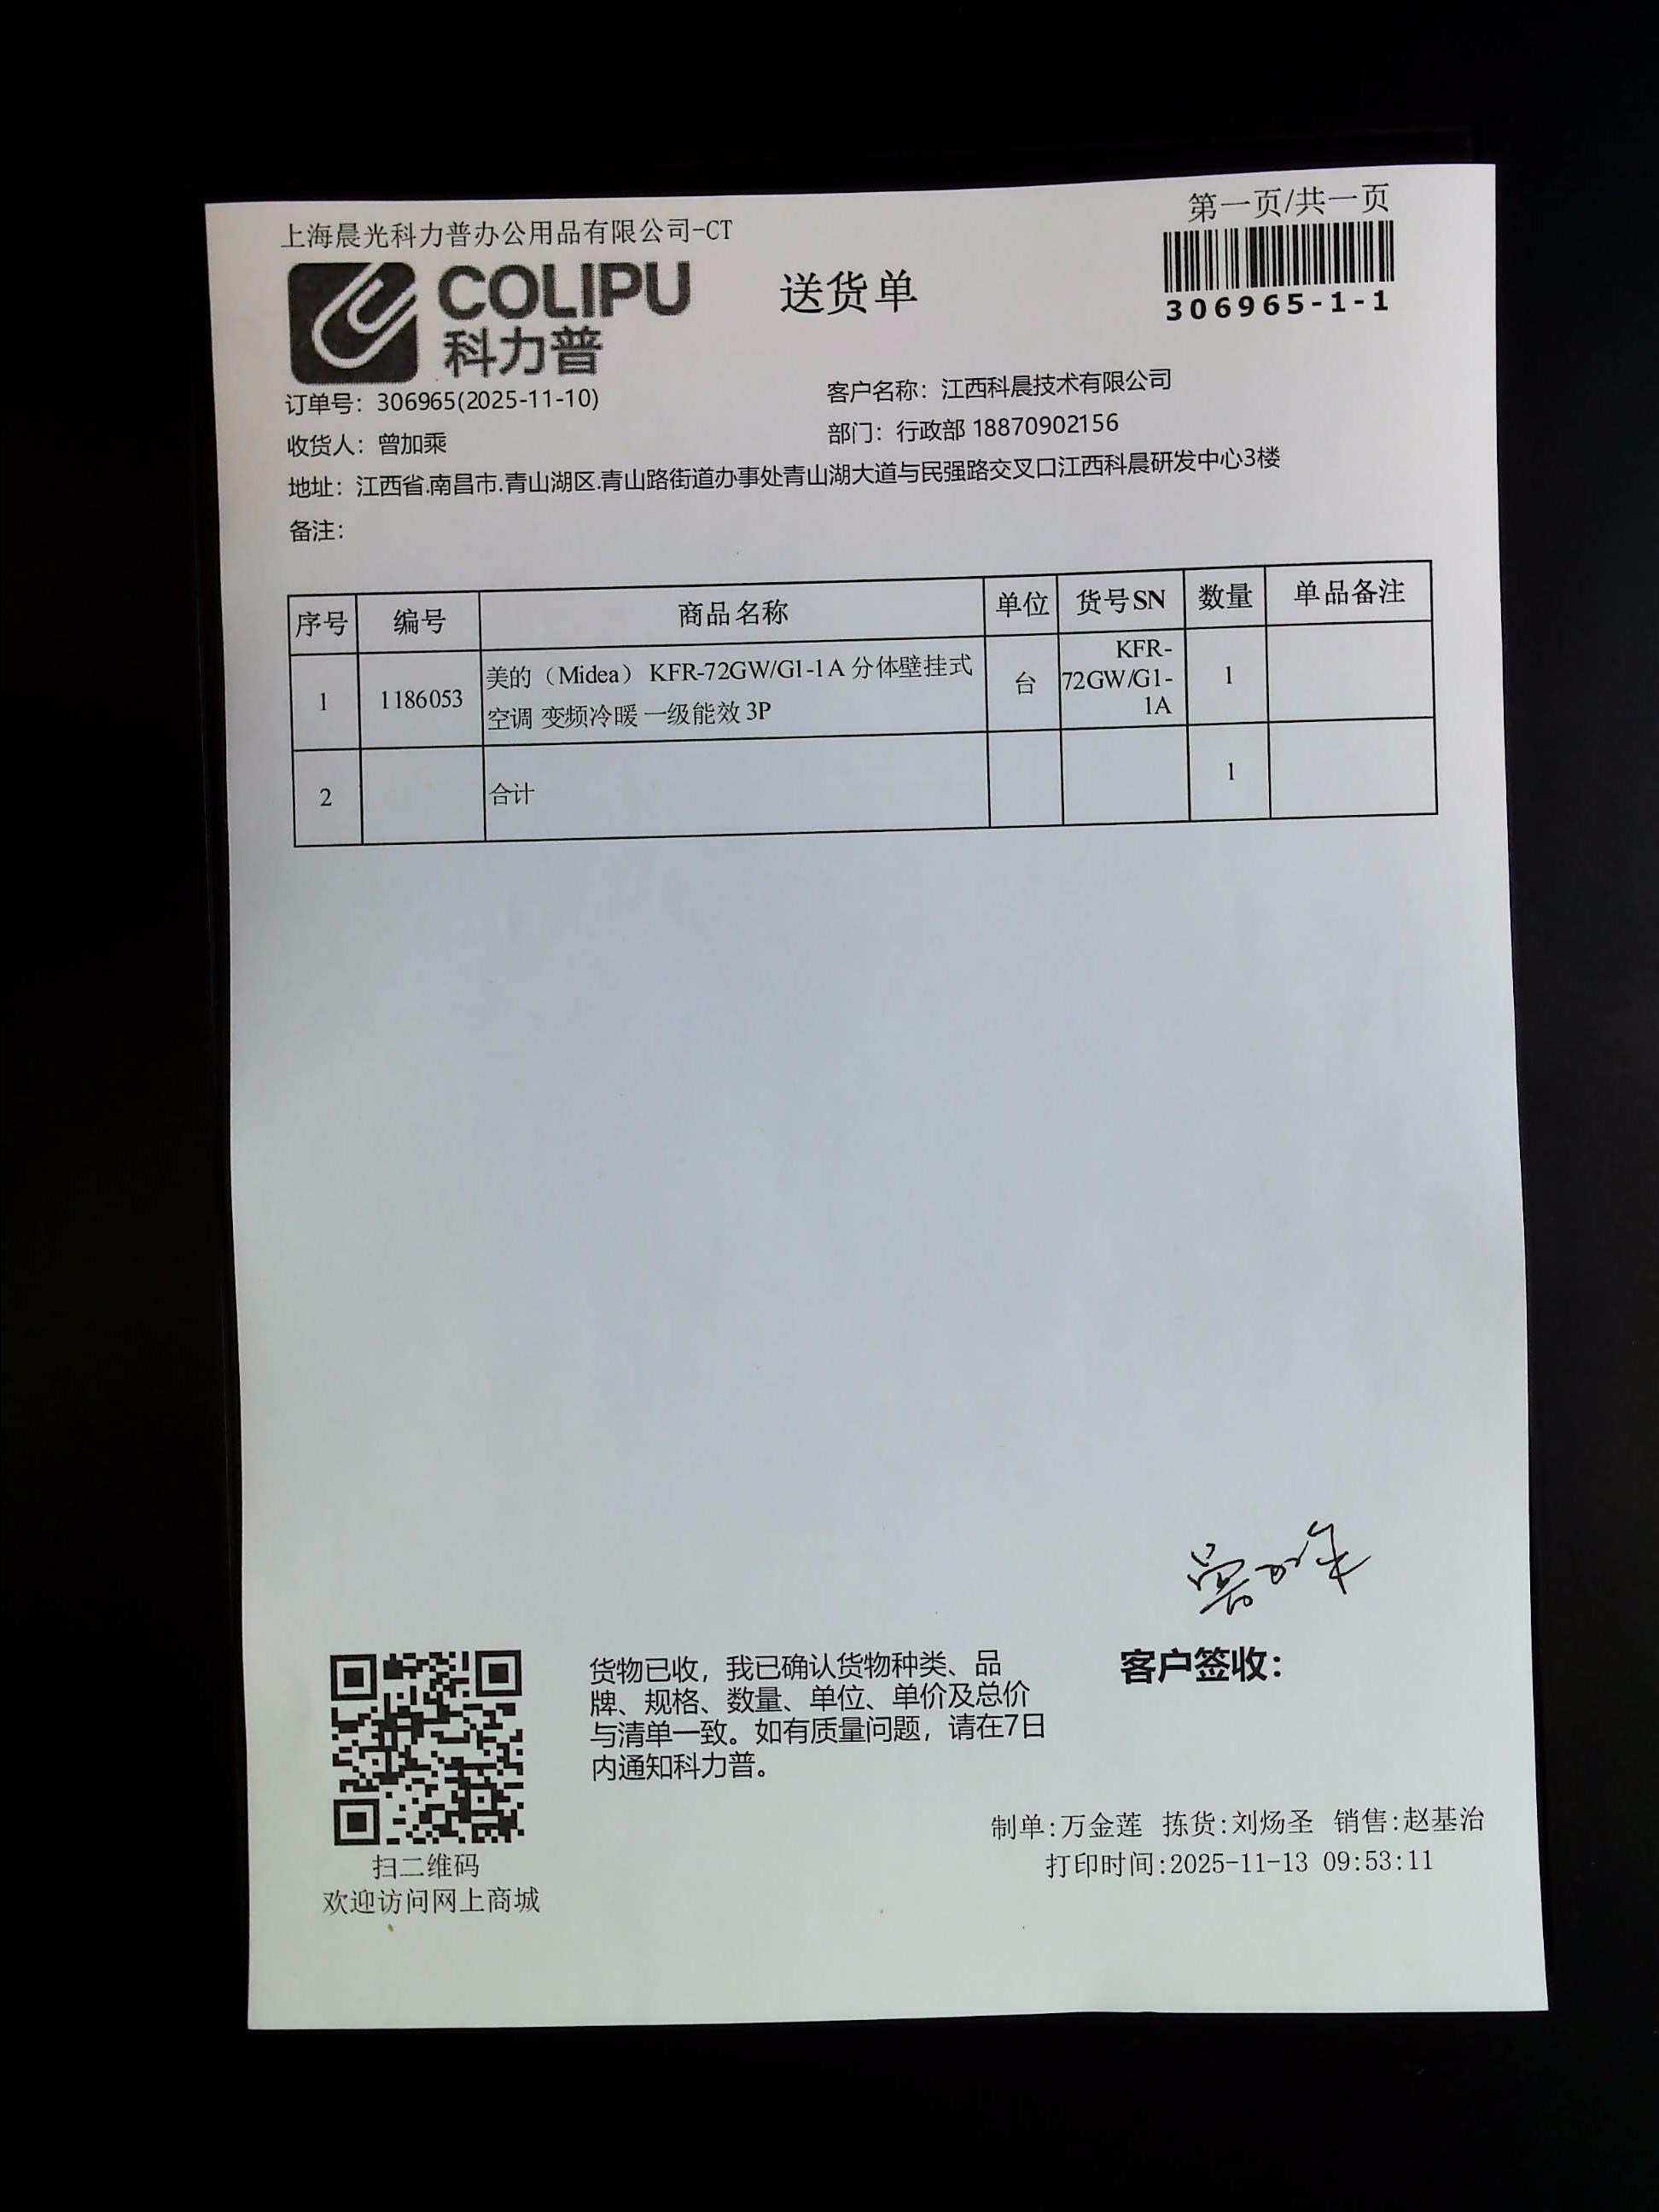 第一页/共一页
上海晨光科力普办公用品有限公司-CT
COLIPU
科力普
送货单
306965-1-1
订单号：306965(2025-11-10)
客户名称：江西科晨技术有限公司
收货人：曾加乘
部门：行政部 18870902156
地址：江西省.南昌市.青山湖区.青山路街道办事处青山湖大道与民强路交叉口江西科晨研发中心3楼
备注：
序号 编号 商品名称 单位 货号SN 数量 单品备注
1 1186053 美的（Midea） KFR-72GW/G1-1A 分体壁挂式 台 KFR- 1
空调 变频冷暖 一级能效 3P 72GW/G1-
1A
2 合计 1
货物已收，我已确认货物种类、品
牌、规格、数量、单位、单价及总价
与清单一致。如有质量问题，请在7日
内通知科力普。
客户签收：
扫二维码
欢迎访问网上商城
制单:万金莲 拣货:刘炀圣 销售:赵基治
打印时间:2025-11-13 09:53:11